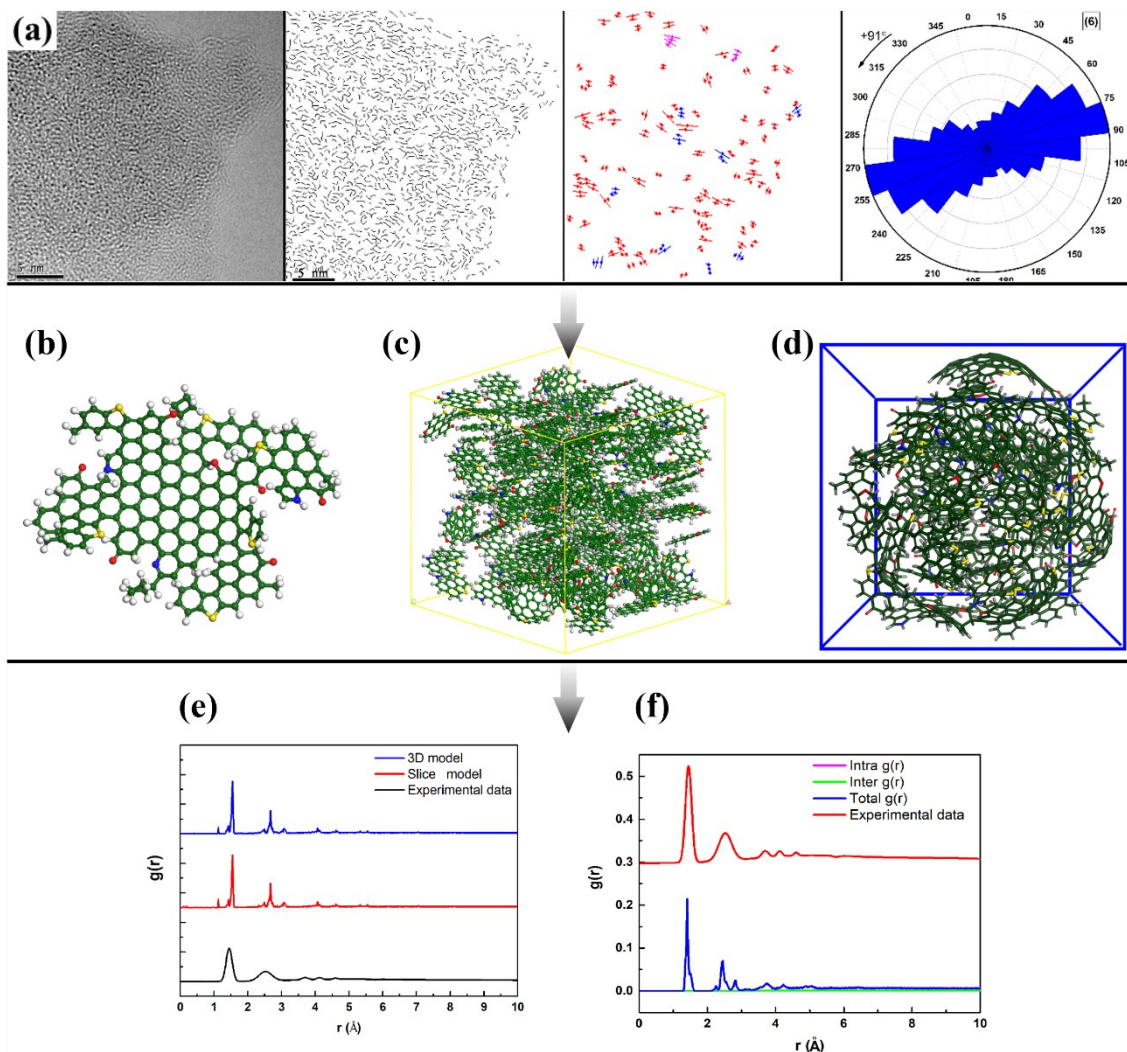 (a)
5 nm
5 nm
(6)
+91°
0
15
30
45
60
75
90
105
120
135
150
165
180
195
210
225
240
255
270
285
300
315
330
345
(b)
(c)
(d)
A
(e)
3D model
Slice model
Experimental data
g(r)
0 1 2 3 4 5 6 7 8 9 10
r (Å)
(f)
Intra g(r)
Inter g(r)
Total g(r)
Experimental data
0.5
0.4
0.3
0.2
0.1
0.0
g(r)
0 2 4 6 8 10
r (Å)